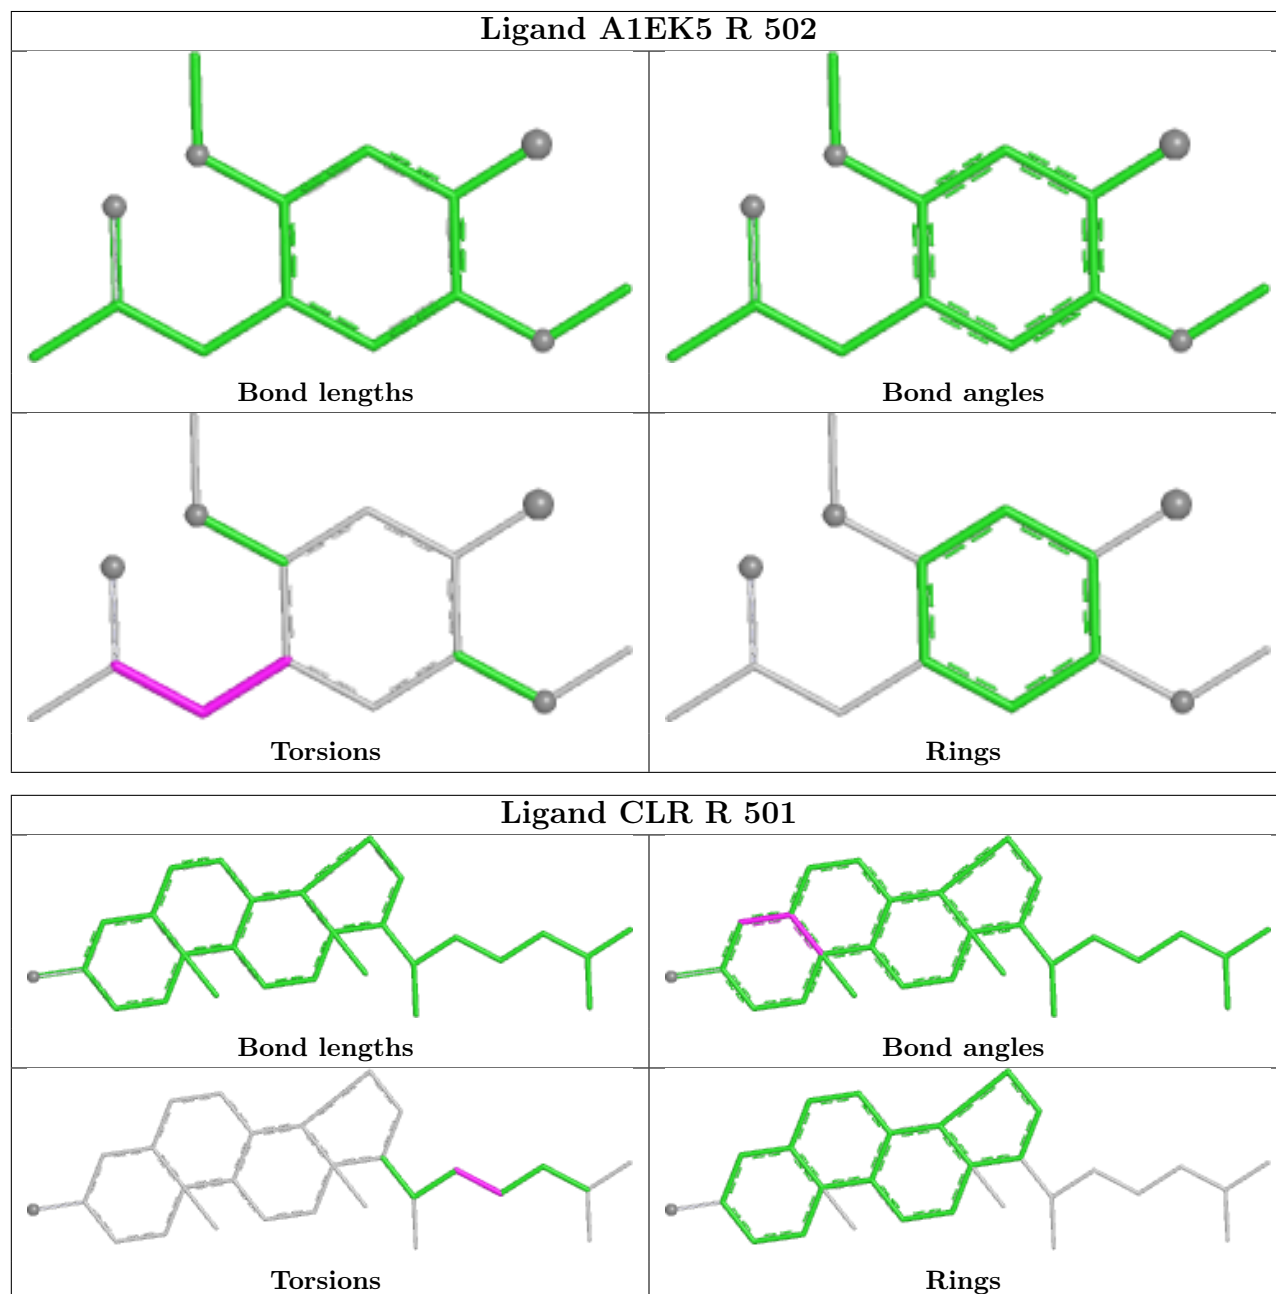 Ligand A1EK5 R 502
Bond lengths
Bond angles
Torsions
Rings
Ligand CLR R 501
Bond lengths
Bond angles
Torsions
Rings